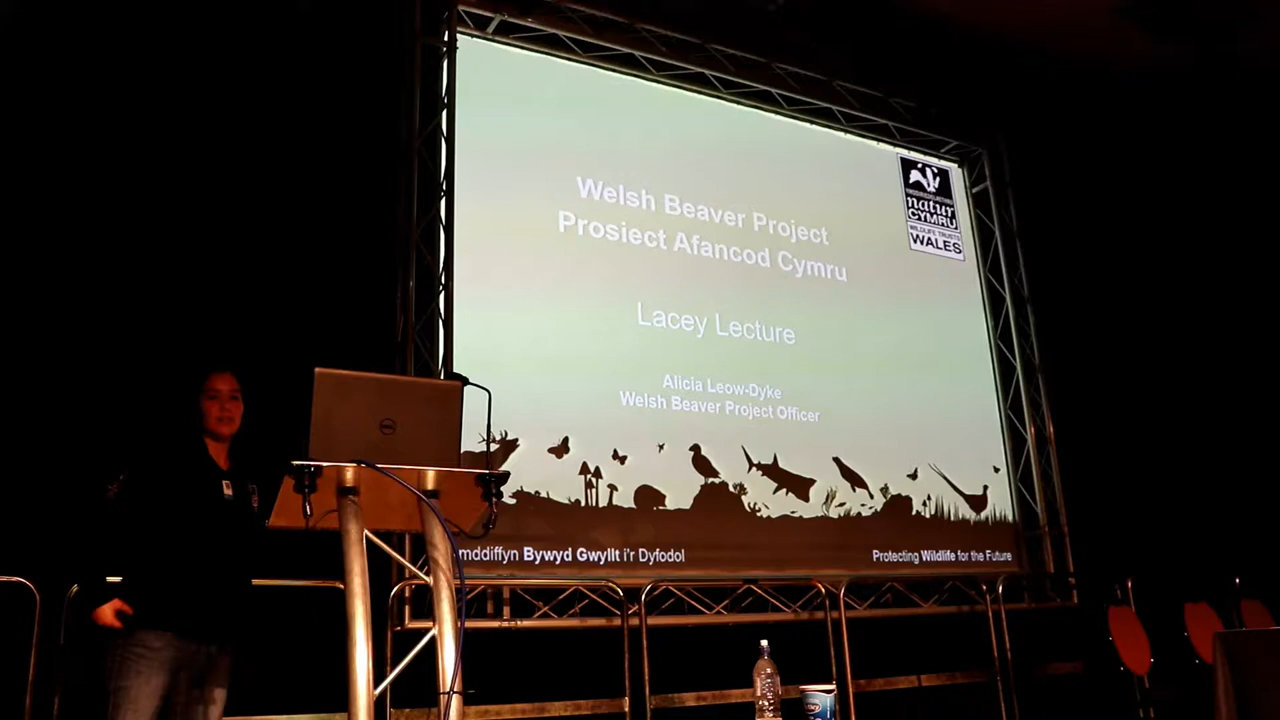 Welsh Beaver Project
Prosiect Afancod Cymru
Lacey Lecture
Alicia Leow-Dyke
Welsh Beaver Project Officer
natur
CYMRU
WILDLIFE TRUSTS
WALES
mddiffyn Bywyd Gwyllt i'r Dyfodol
Protecting Wildlife for the Future
DELL